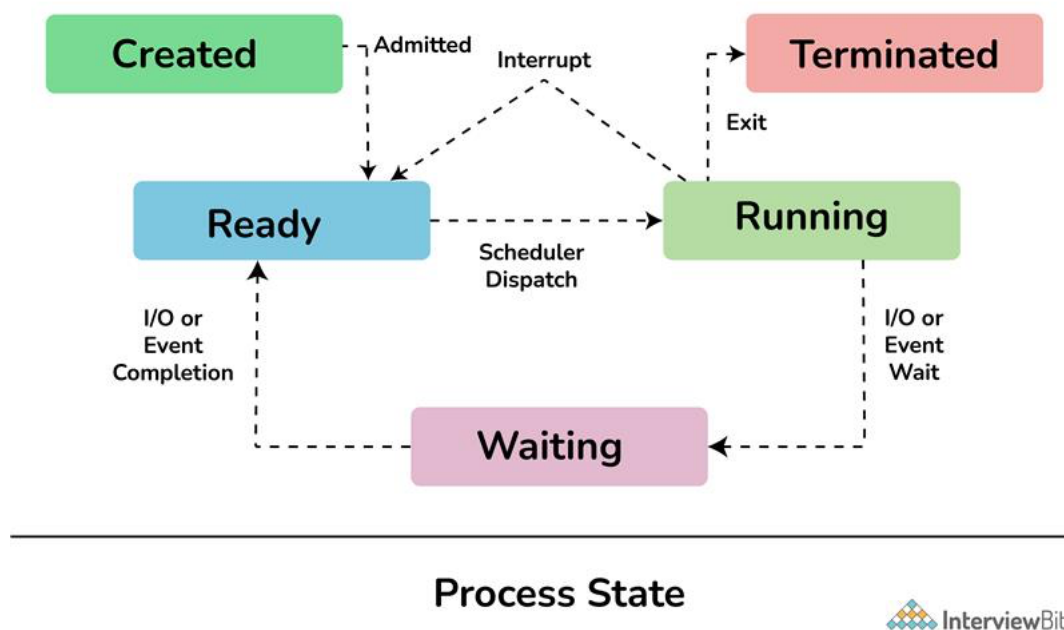 Created
Admitted
Interrupt
Terminated
Exit
Ready
Running
Scheduler
Dispatch
I/O or
Event
Completion
I/O or
Event
Wait
Waiting
Process State
InterviewBit